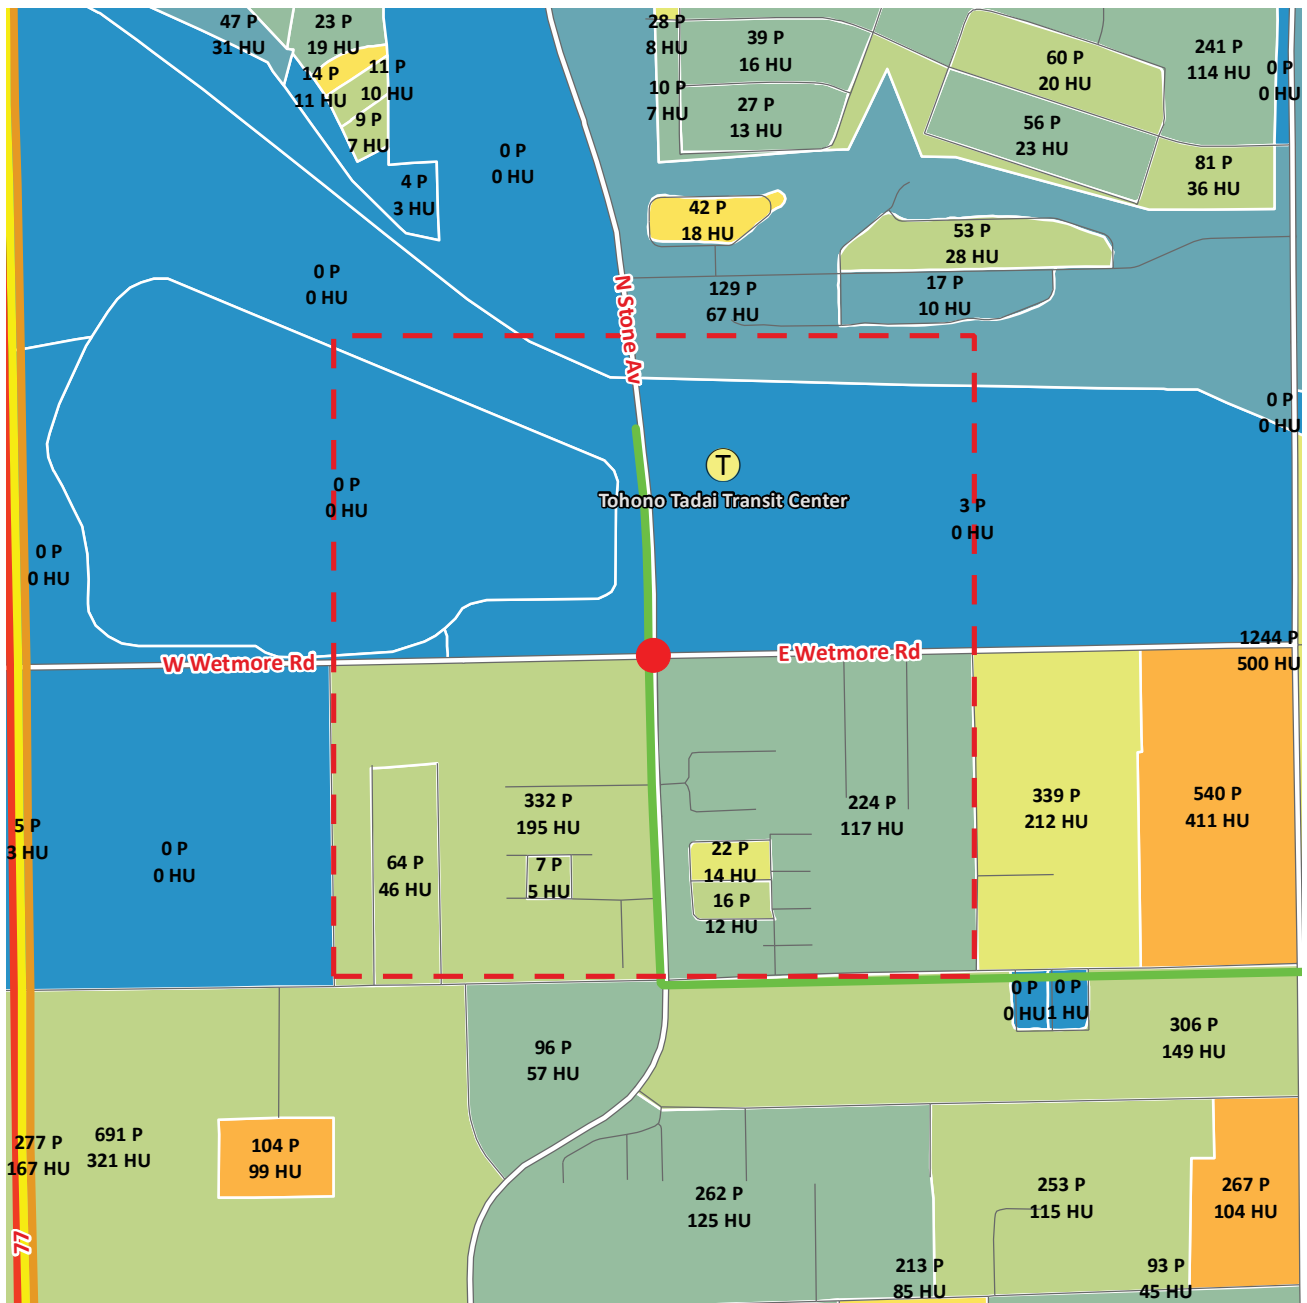 47 P
31 HU
23 P
19 HU
14 P
11 HU
11 P
10 HU
9 P
7 HU
4 P
3 HU
0 P
0 HU
28 P
8 HU
39 P
16 HU
10 P
7 HU
27 P
13 HU
60 P
20 HU
241 P
114 HU
0 P
0 HU
56 P
23 HU
81 P
36 HU
42 P
18 HU
53 P
28 HU
0 P
0 HU
129 P
67 HU
17 P
10 HU
N Stone Av
0 P
0 HU
T
Tohono Tadai Transit Center
0 P
0 HU
3 P
0 HU
0 P
0 HU
W Wetmore Rd
E Wetmore Rd
1244 P
500 HU
5 P
3 HU
0 P
0 HU
332 P
195 HU
64 P
46 HU
7 P
5 HU
224 P
117 HU
22 P
14 HU
16 P
12 HU
339 P
212 HU
540 P
411 HU
0 P
0 HU
0 P
1 HU
306 P
149 HU
96 P
57 HU
277 P
167 HU
691 P
321 HU
104 P
99 HU
262 P
125 HU
253 P
115 HU
267 P
104 HU
77
213 P
85 HU
93 P
45 HU